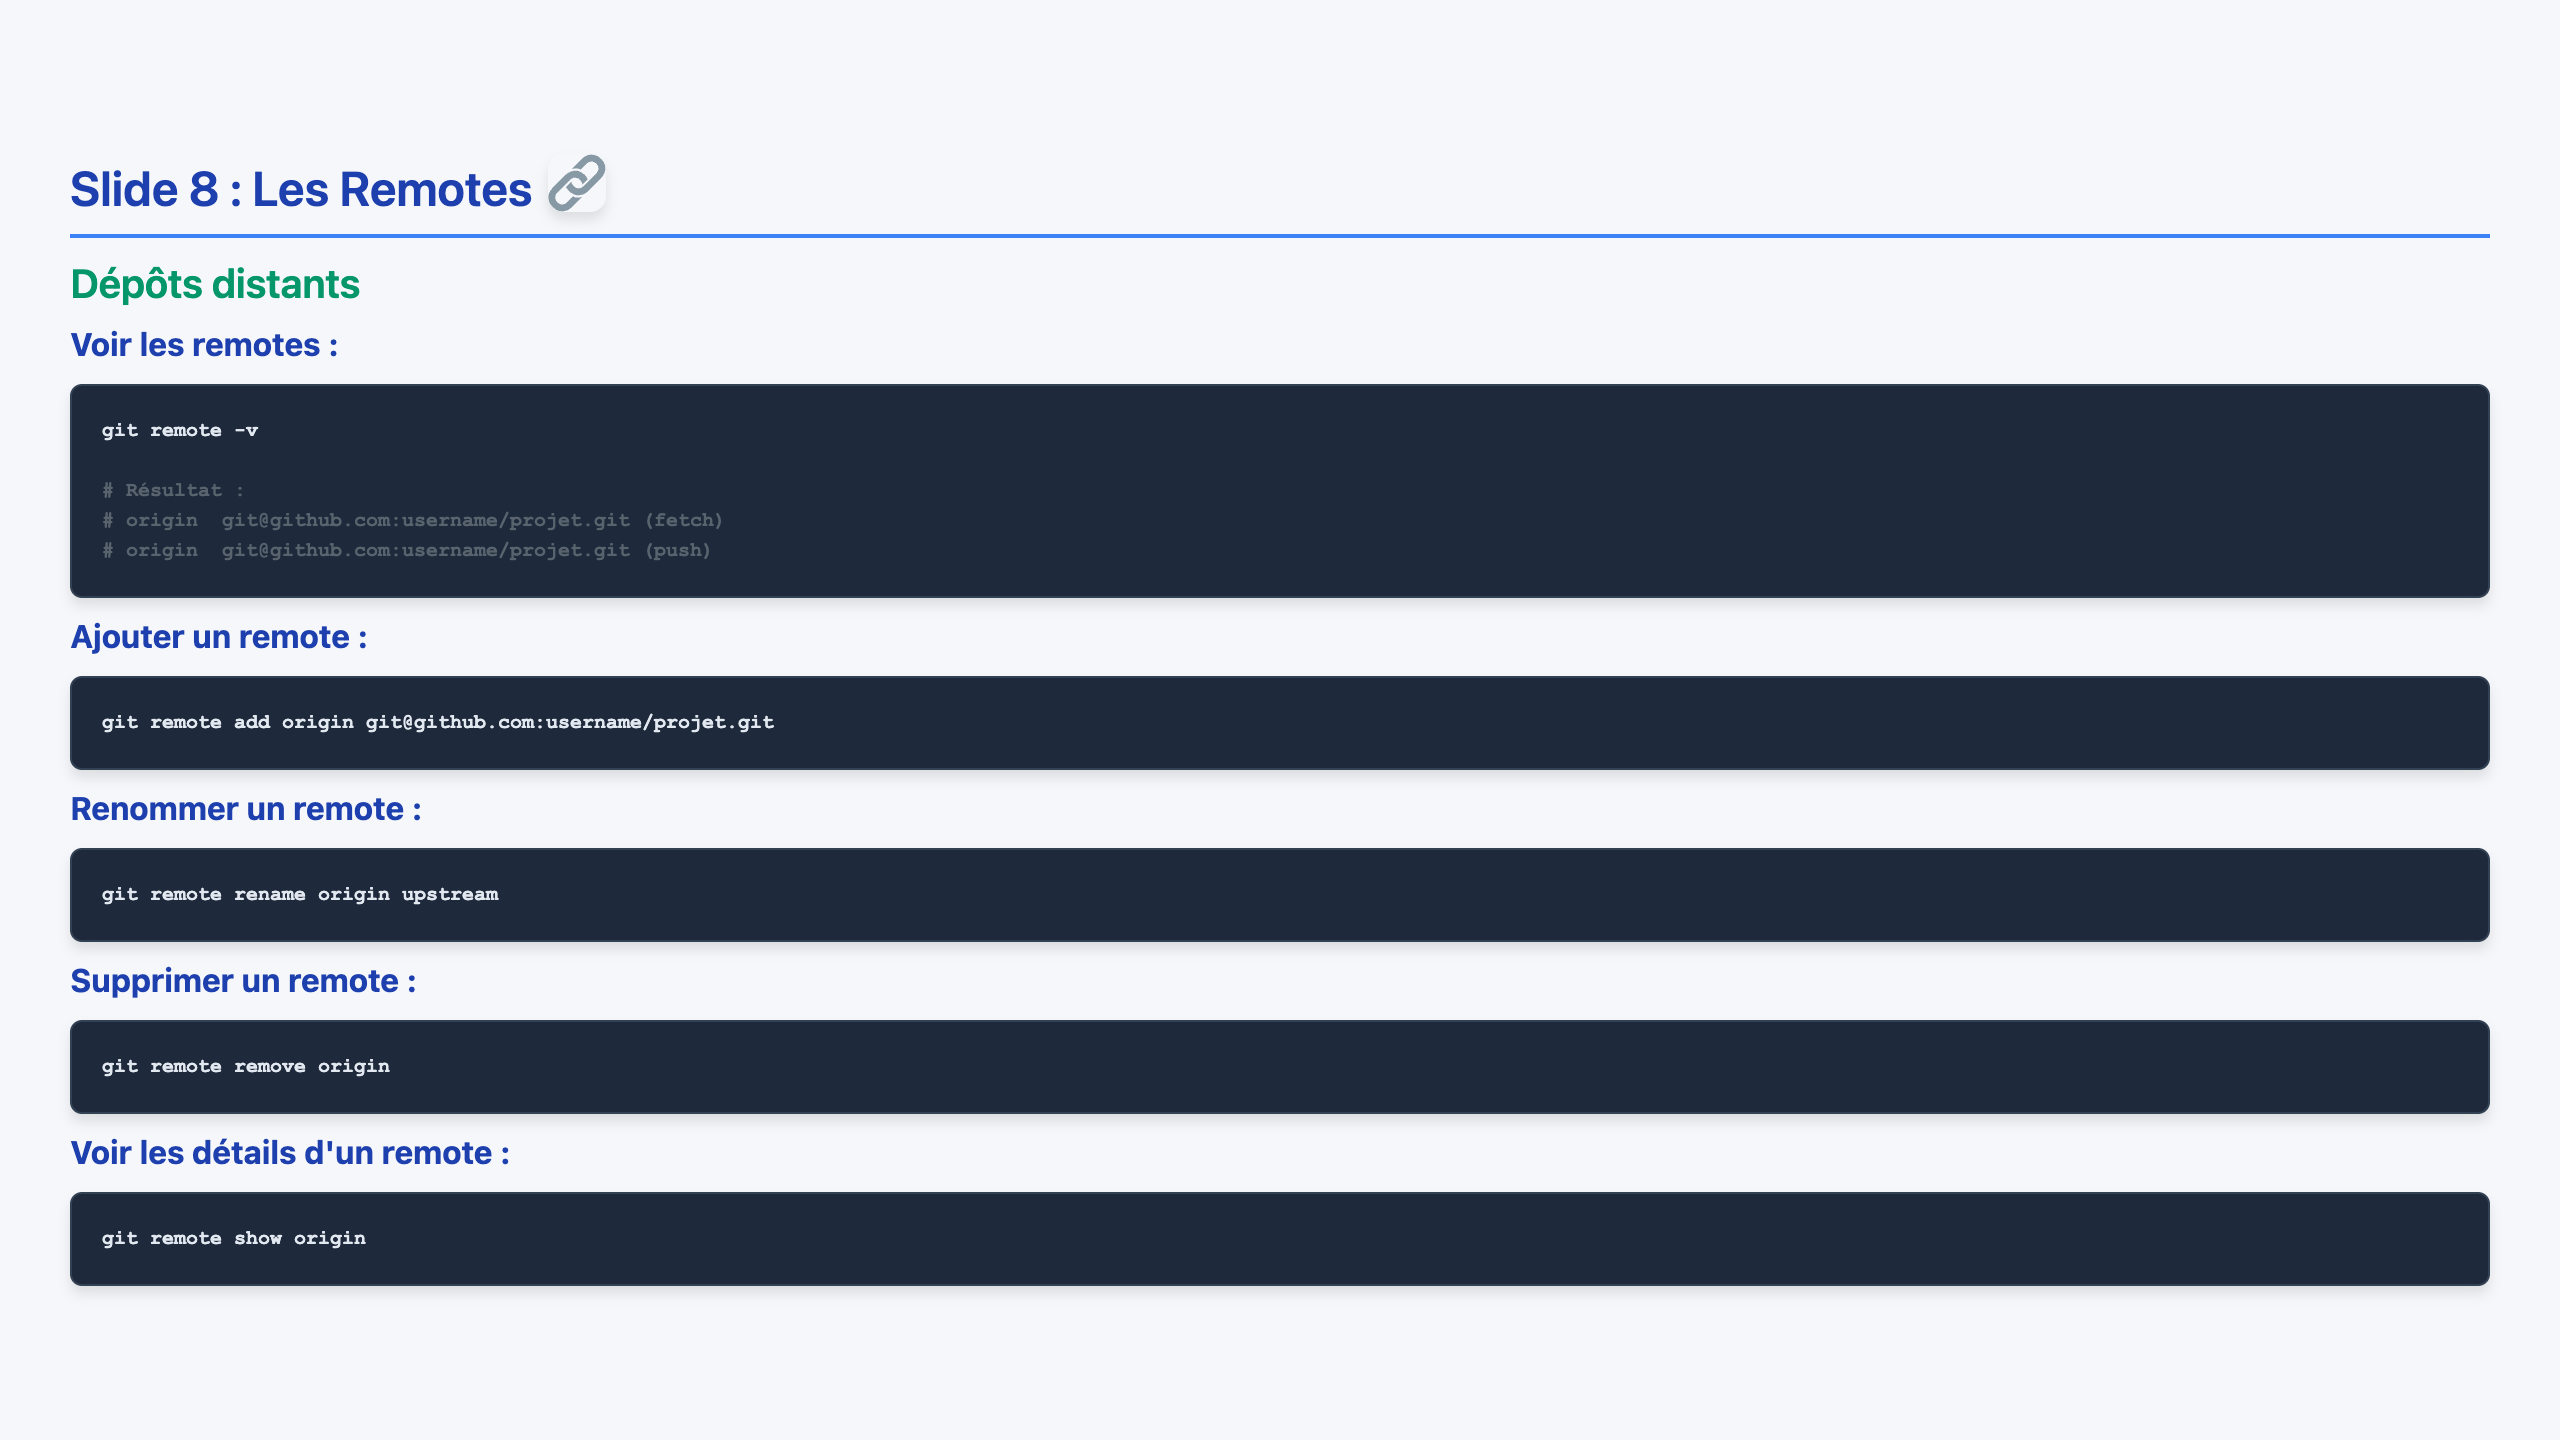 Slide 8 : Les Remotes 🔗
Dépôts distants
Voir les remotes :
git remote -v
# Résultat :
# origin  git@github.com:username/projet.git (fetch)
# origin  git@github.com:username/projet.git (push)
Ajouter un remote :
git remote add origin git@github.com:username/projet.git
Renommer un remote :
git remote rename origin upstream
Supprimer un remote :
git remote remove origin
Voir les détails d'un remote :
git remote show origin